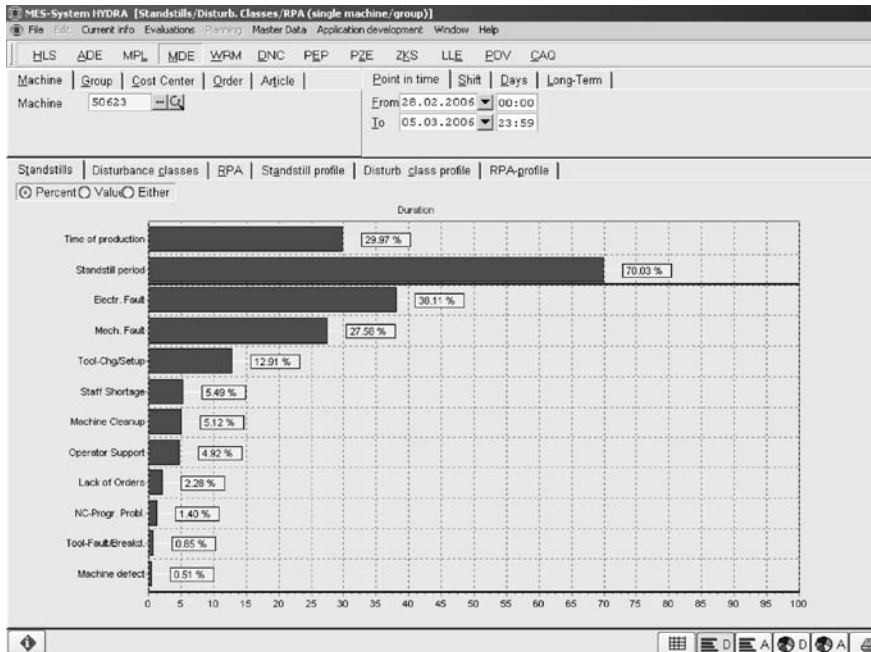 MES-System HYDRA [Standstills/Disturb. Classes/RPA (single machine/group)]
File Edit Current info Evaluations Planning Master Data Application development Window Help
HLS ADE MPL MDE WRM DNC PEP PZE ZKS LLE PDV CAQ
Machine Group Cost Center Order Article Point in time Shift Days Long-Term
Machine 50623 From 28.02.2006 00:00
To 05.03.2006 23:59
Standstills Disturbance classes RPA Standstill profile Disturb. class profile RPA-profile
Percent Value Either
Duration
Time of production 29.97 %
Standstill period 70.03 %
Electr. Fault 38.11 %
Mech. Fault 27.58 %
Tool-Chg/Setup 12.91 %
Staff Shortage 5.49 %
Machine Cleanup 5.12 %
Operator Support 4.92 %
Lack of Orders 2.28 %
NC-Progr. Probl. 1.40 %
Tool-Fault/Breakd. 0.85 %
Machine defect 0.51 %
0 5 10 15 20 25 30 35 40 45 50 55 60 65 70 75 80 85 90 95 100
D A D A